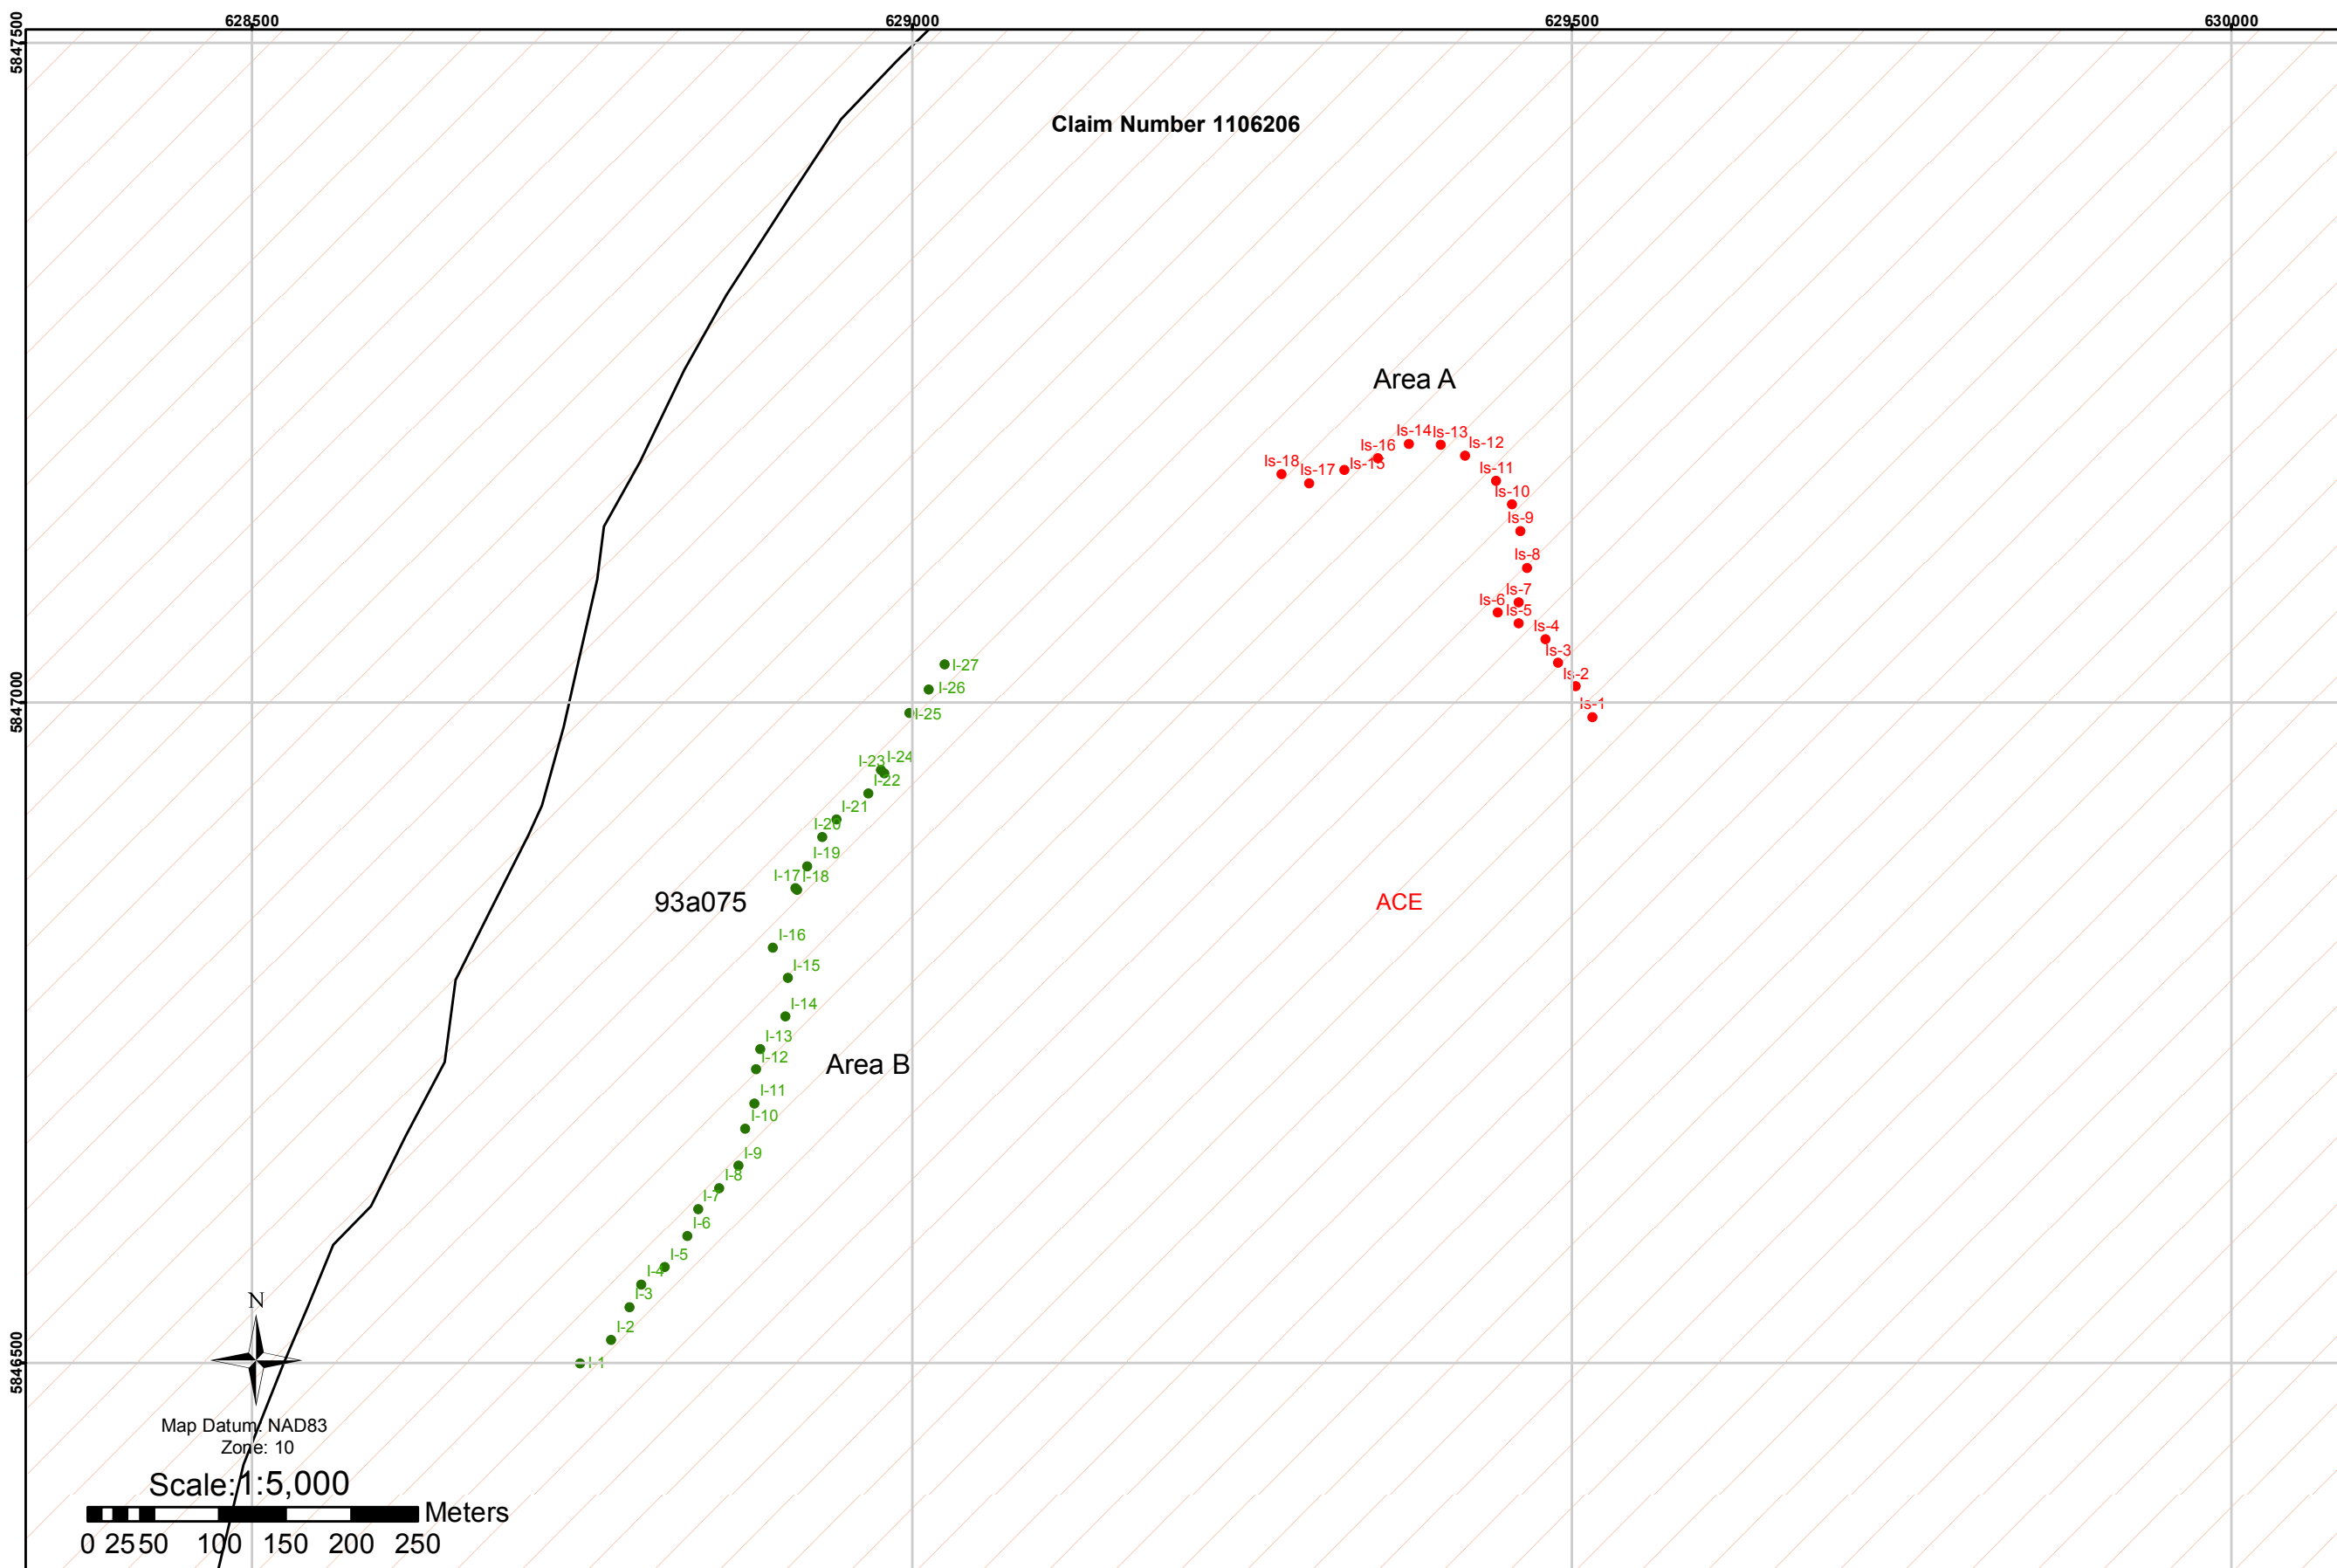 628500
629000
629500
630000
5847500
Claim Number 1106206
Area A
Is-14
Is-13
Is-12
Is-16
Is-18
Is-17
Is-15
Is-11
Is-10
Is-9
Is-8
Is-7
Is-6
Is-5
Is-4
Is-3
Is-2
Is-1
5847000
I-27
I-26
I-25
I-24
I-23
I-22
I-21
I-20
I-19
I-17
I-18
93a075
ACE
I-16
I-15
I-14
I-13
I-12
Area B
I-11
I-10
I-9
I-8
I-7
I-6
I-5
I-4
I-3
I-2
I-1
5846500
N
Map Datum: NAD83
Zone: 10
Scale:1:5,000
Meters
0 25 50 100 150 200 250